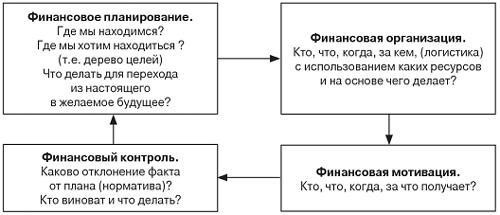 Финансовое планирование.
Где мы находимся?
Где мы хотим находиться ?
(т.е. дерево целей)
Что делать для перехода
из настоящего
в желаемое будущее?
Финансовая организация.
Кто, что, когда, за кем, (логистика)
с использованием каких ресурсов
и на основе чего делает?
Финансовый контроль.
Каково отклонение факта
от плана (норматива)?
Кто виноват и что делать?
Финансовая мотивация.
Кто, что, когда, за что получает?